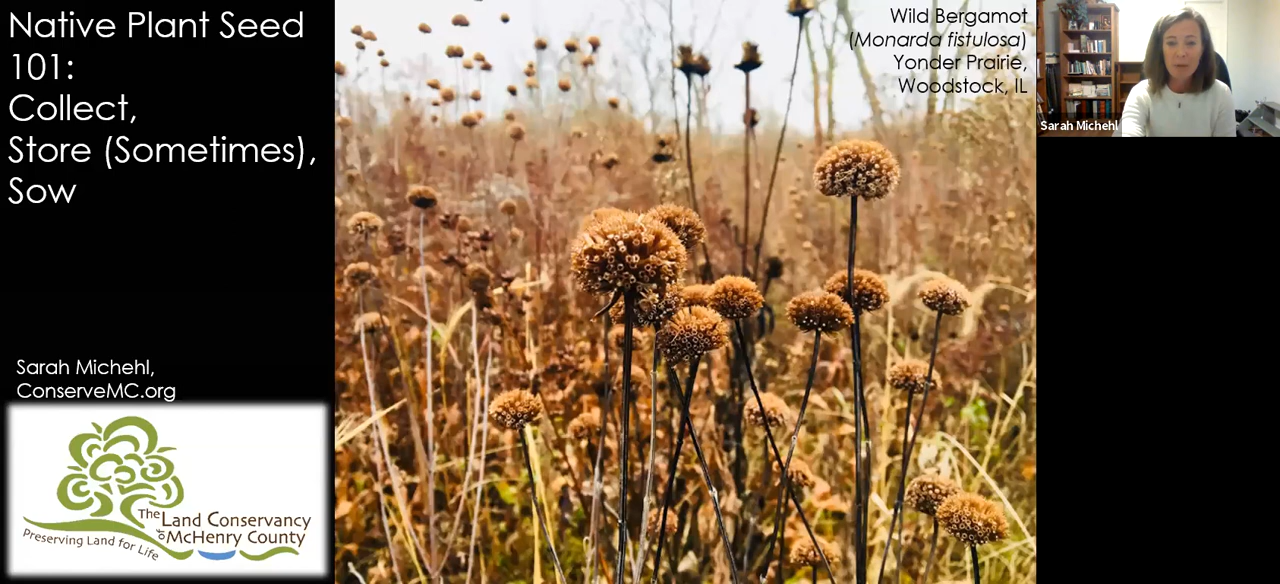 Native Plant Seed
101:
Collect,
Store (Sometimes),
Sow
Wild Bergamot
(Monarda fistulosa)
Yonder Prairie,
Woodstock, IL
Sarah Michehl
Sarah Michehl,
ConserveMC.org
The Land Conservancy
of McHenry County
Preserving Land for Life